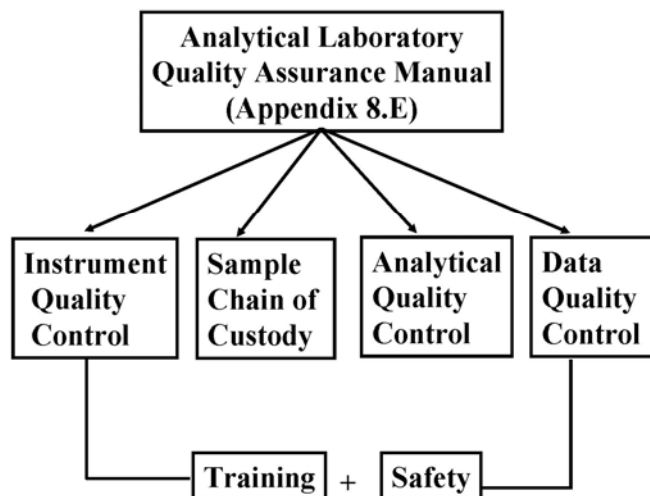 Analytical Laboratory
Quality Assurance Manual
(Appendix 8.E)
Instrument
Quality
Control
Sample
Chain of
Custody
Analytical
Quality
Control
Data
Quality
Control
Training + Safety